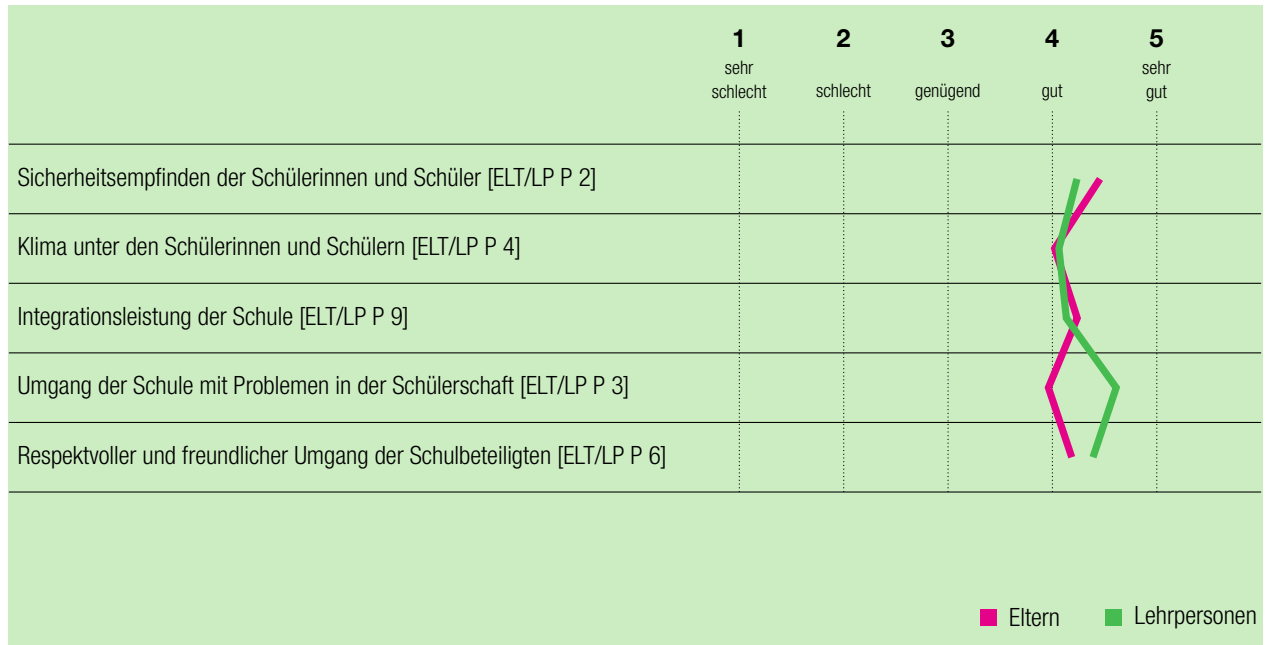 1 2 3 4 5
sehr sehr
schlecht schlecht genügend gut gut
Sicherheitsempfinden der Schülerinnen und Schüler [ELT/LP P 2]
Klima unter den Schülerinnen und Schülern [ELT/LP P 4]
Integrationsleistung der Schule [ELT/LP P 9]
Umgang der Schule mit Problemen in der Schülerschaft [ELT/LP P 3]
Respektvoller und freundlicher Umgang der Schulbeteiligten [ELT/LP P 6]
Eltern Lehrpersonen